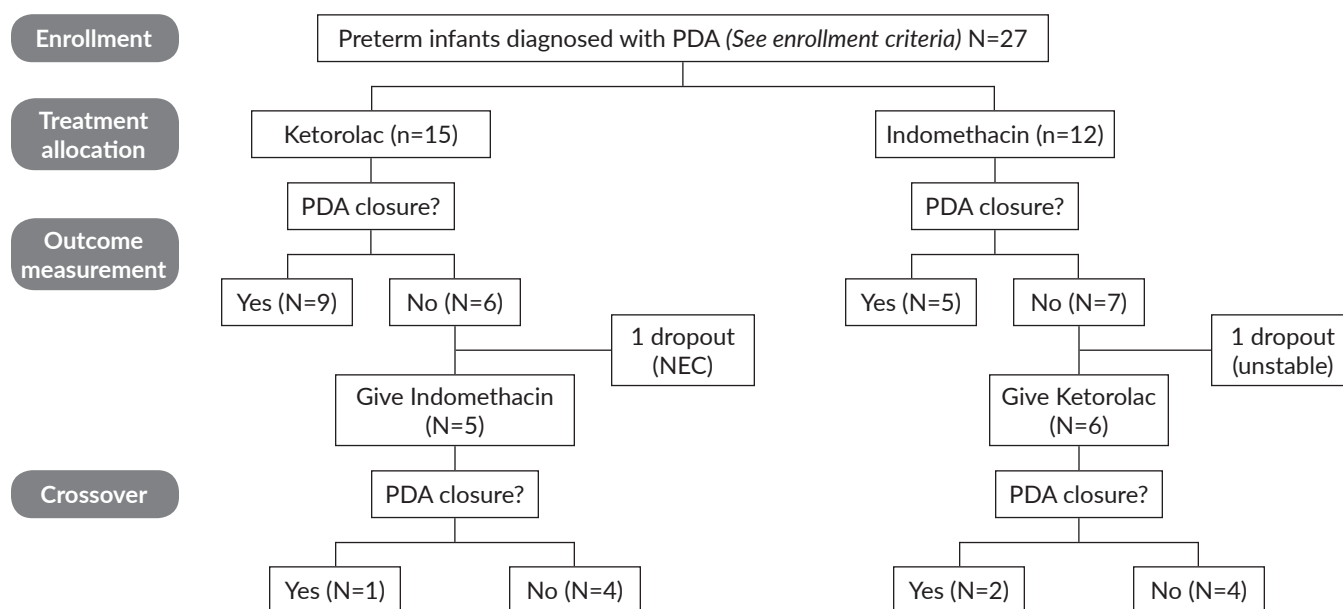 Enrollment
Preterm infants diagnosed with PDA (See enrollment criteria) N=27
Treatment
allocation
Ketorolac (n=15)
Indomethacin (n=12)
PDA closure?
PDA closure?
Outcome
measurement
Yes (N=9)
No (N=6)
Yes (N=5)
No (N=7)
1 dropout
(NEC)
1 dropout
(unstable)
Give Indomethacin
(N=5)
Give Ketorolac
(N=6)
Crossover
PDA closure?
PDA closure?
Yes (N=1)
No (N=4)
Yes (N=2)
No (N=4)